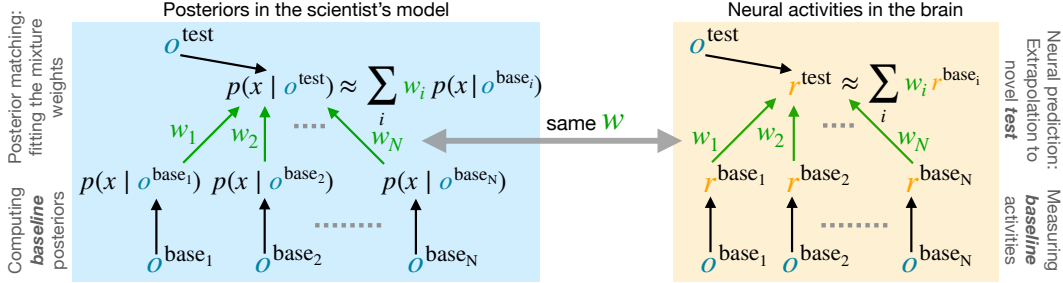 Posteriors in the scientist's model
Neural activities in the brain
Posterior matching:
fitting the mixture
weights
Computing
baseline
posteriors
o^test
p(x | o^test) ≈ ∑_i w_i p(x | o^base_i)
w_1 w_2 w_N
p(x | o^base_1) p(x | o^base_2) p(x | o^base_N)
o^base_1 o^base_2 o^base_N
same w
o^test
r^test ≈ ∑_i w_i r^base_i
w_1 w_2 w_N
r^base_1 r^base_2 r^base_N
o^base_1 o^base_2 o^base_N
Neural prediction:
Extrapolation to
novel test
Measuring
baseline
activities